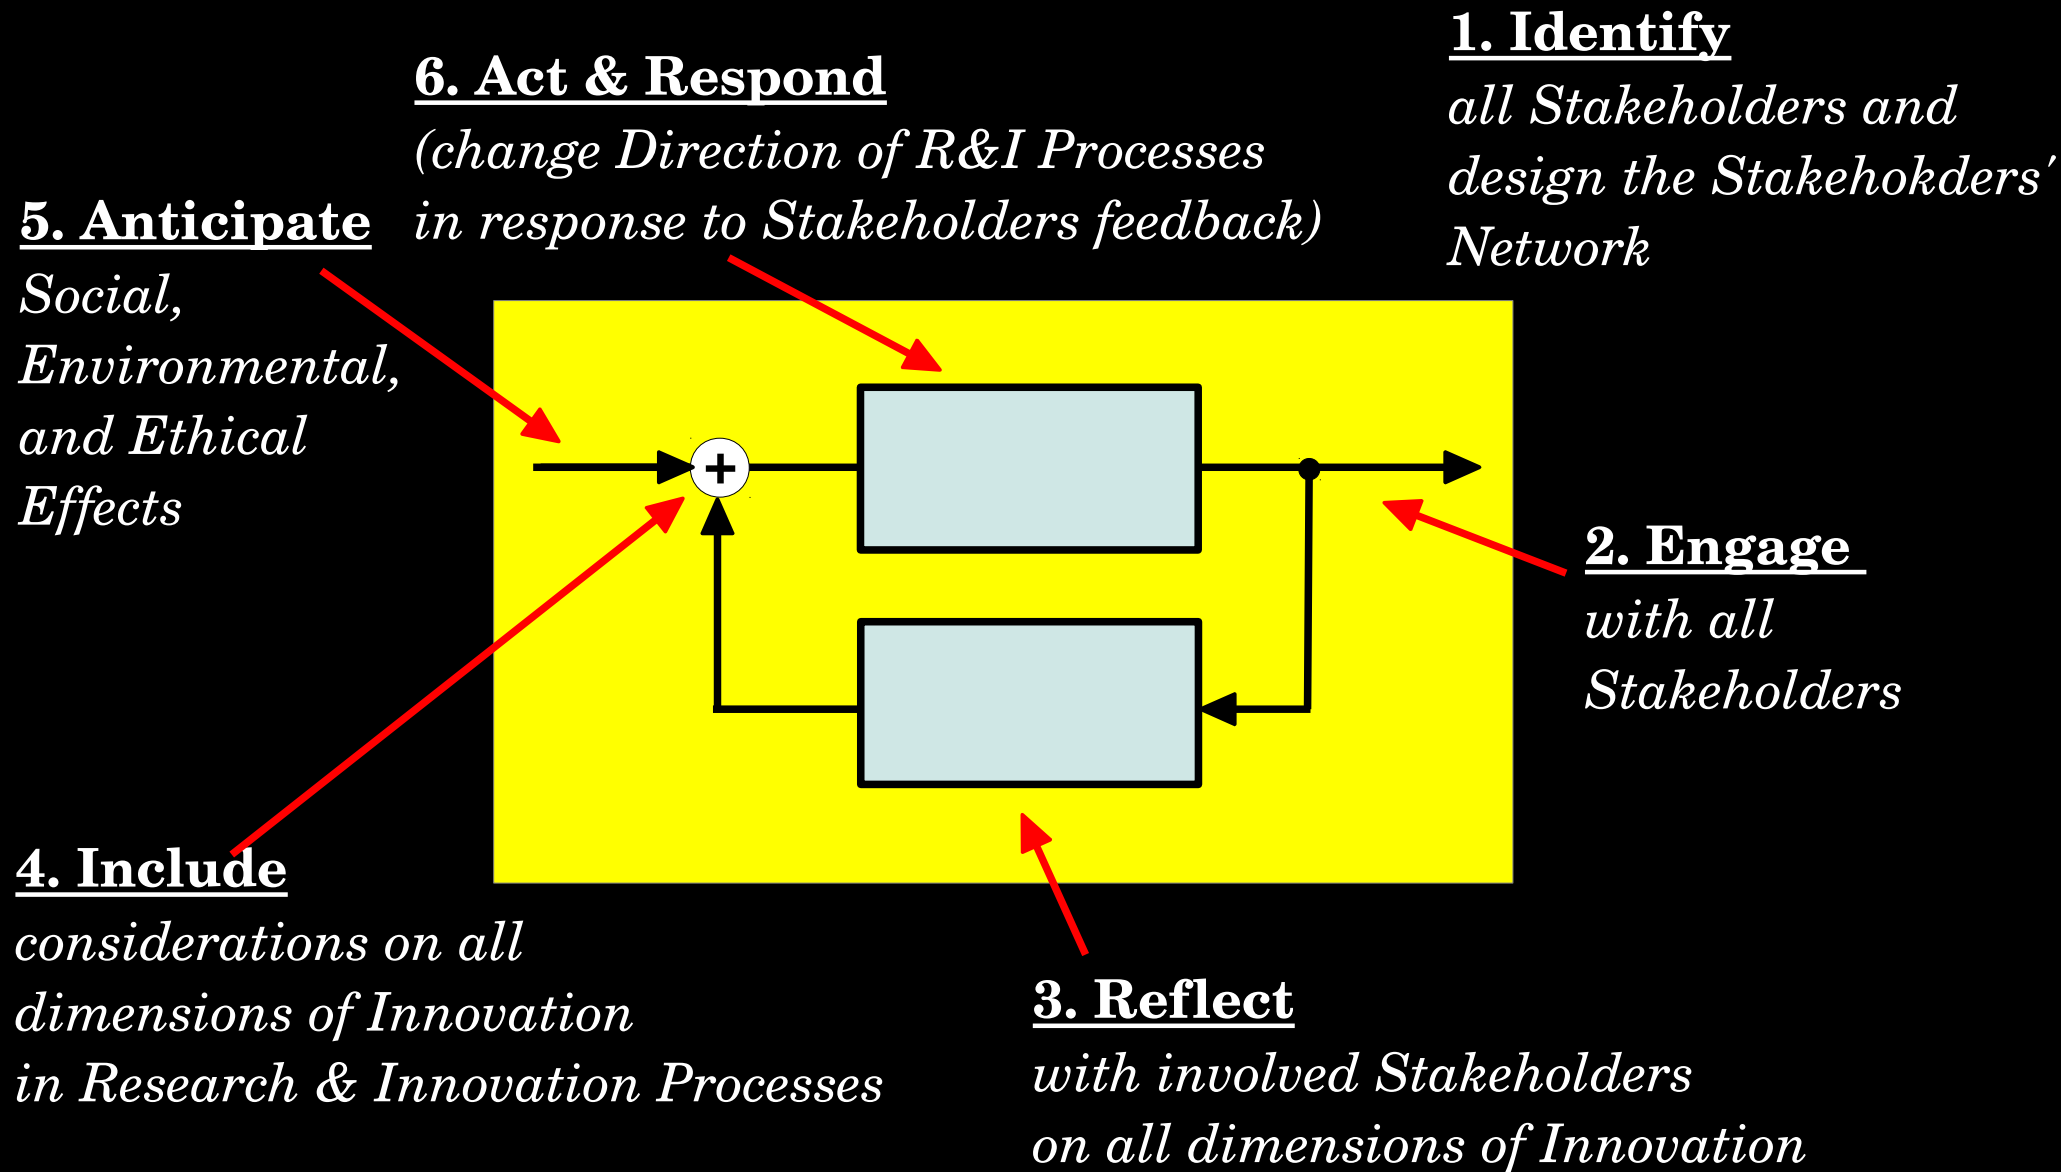 1. Identify
all Stakeholders and
design the Stakehokders'
Network
2. Engage
with all
Stakeholders
3. Reflect
with involved Stakeholders
on all dimensions of Innovation
4. Include
considerations on all
dimensions of Innovation
in Research & Innovation Processes
5. Anticipate
Social,
Environmental,
and Ethical
Effects
6. Act & Respond
(change Direction of R&I Processes
in response to Stakeholders feedback)
+